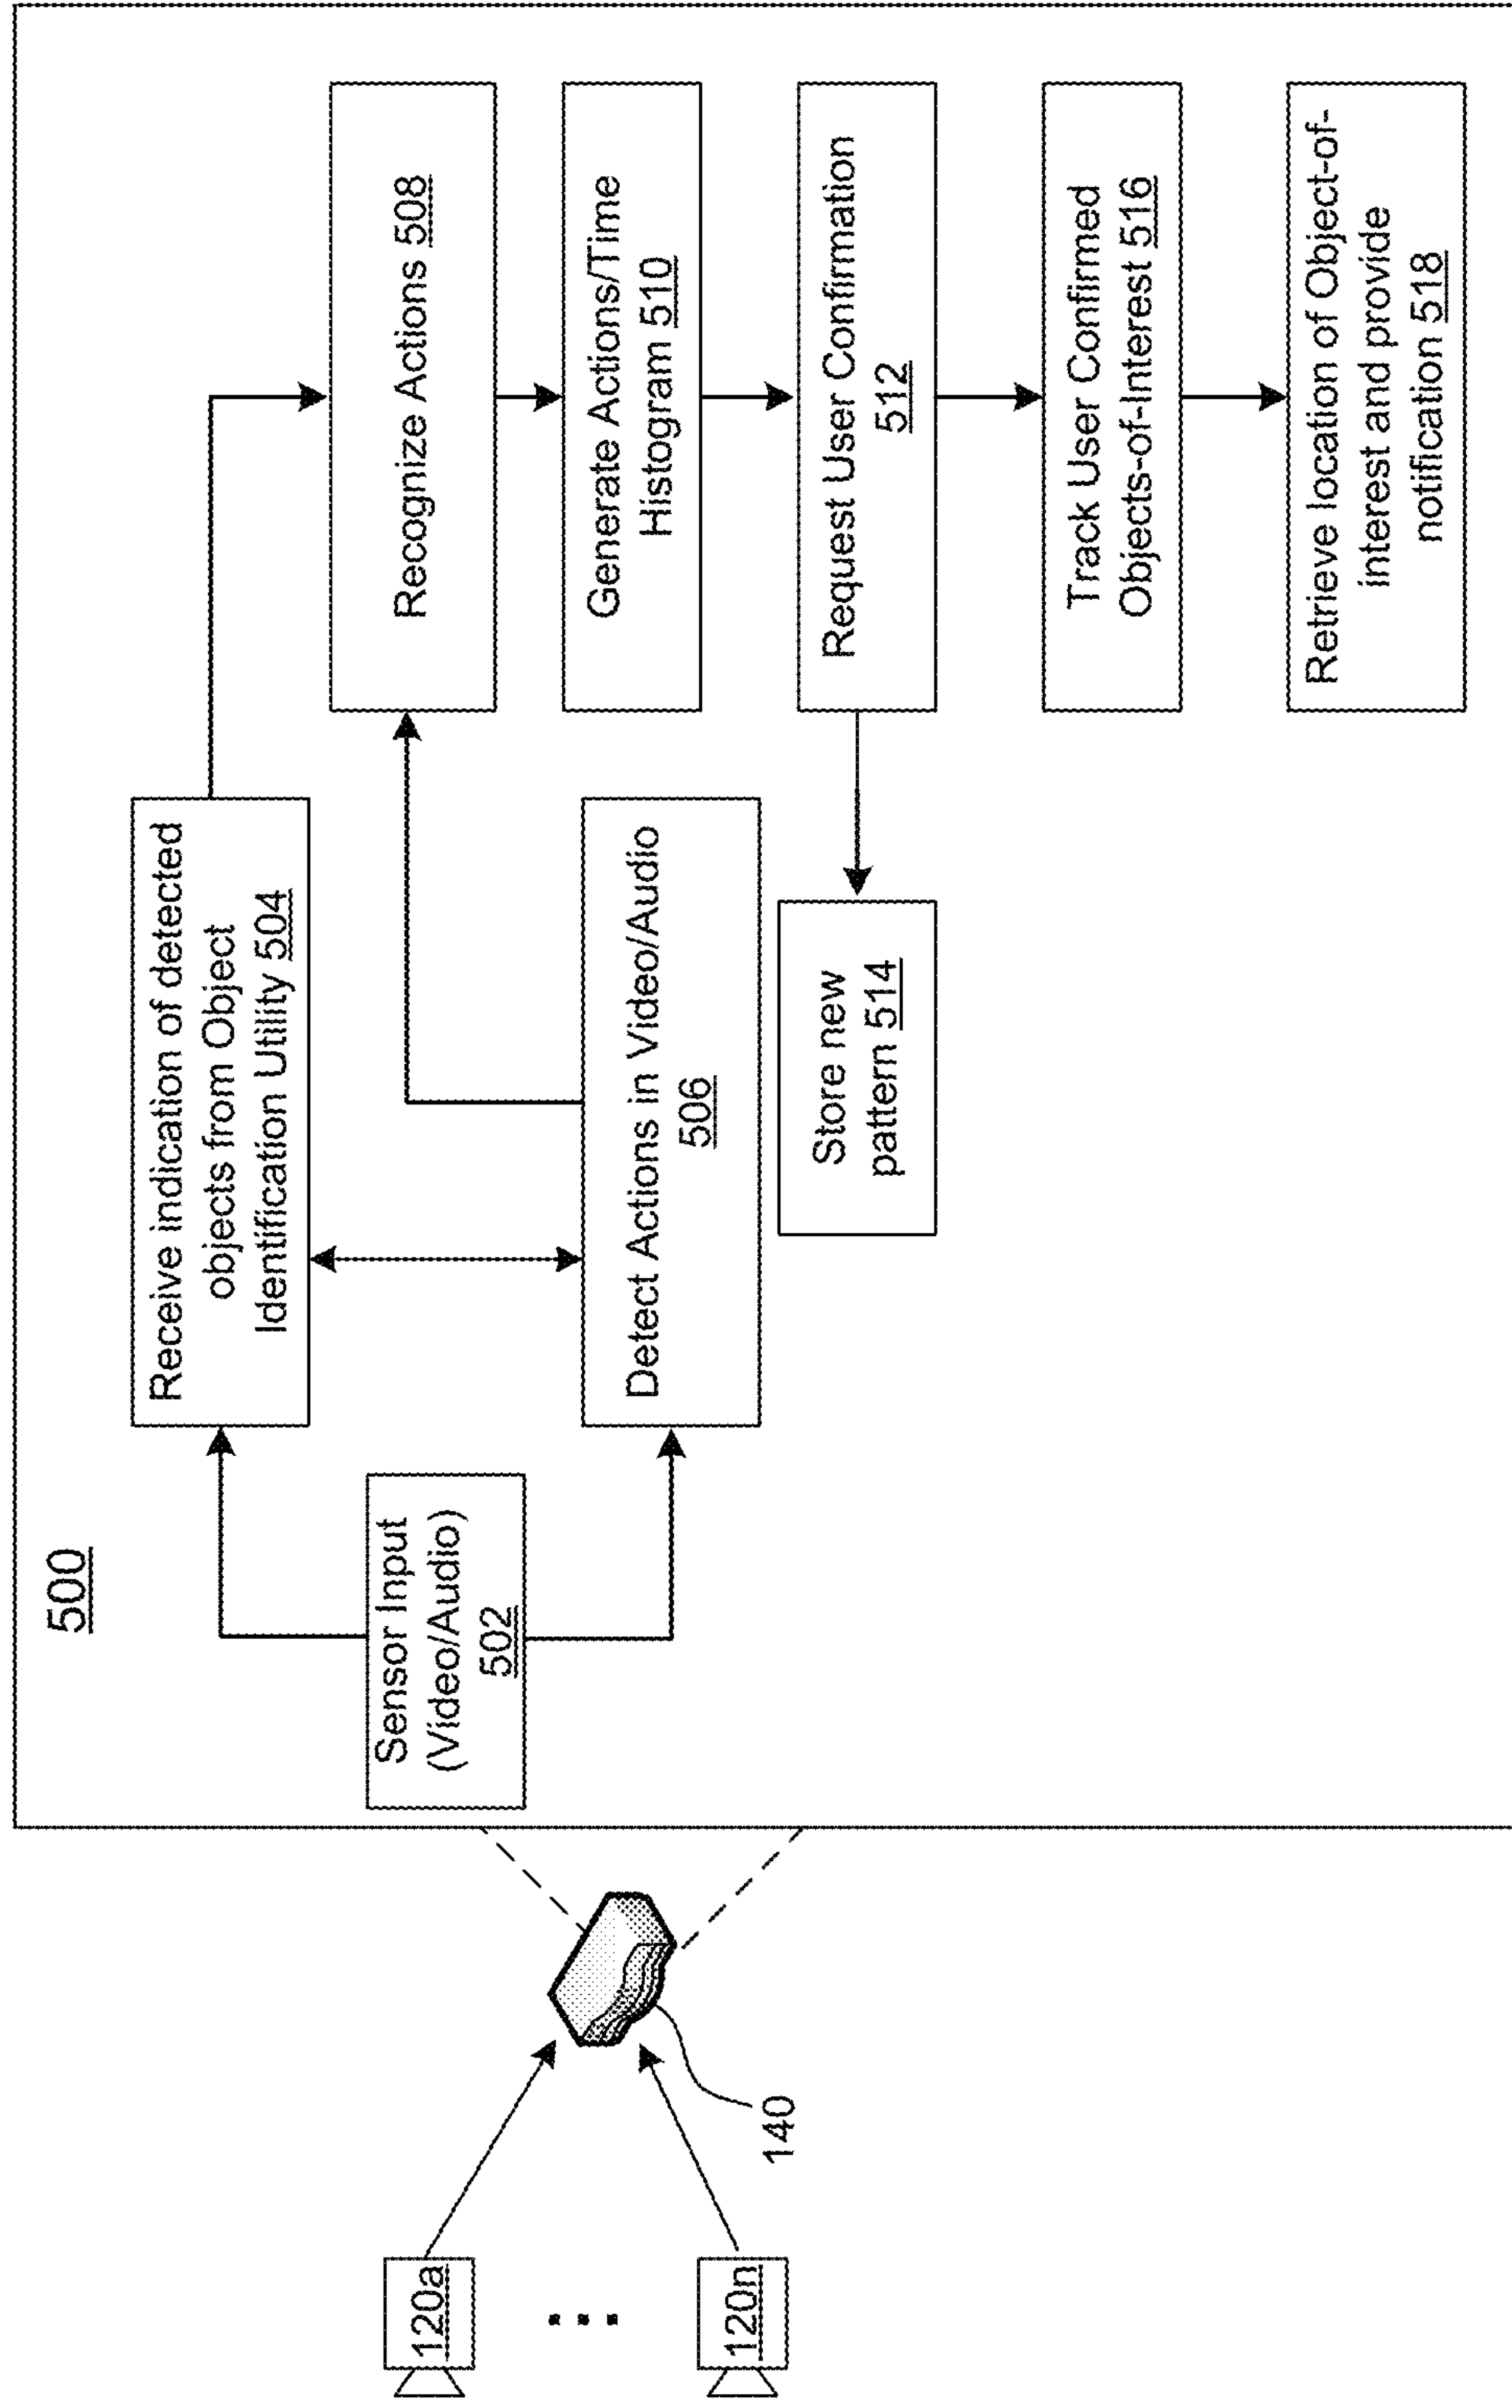 500
120a
120n
140
Sensor Input
(Video/Audio)
502
Receive indication of detected
objects from Object
Identification Utility 504
Detect Actions in Video/Audio
506
Recognize Actions 508
Generate Actions/Time
Histogram 510
Request User Confirmation
512
Store new
pattern 514
Track User Confirmed
Objects-of-Interest 516
Retrieve location of Object-of-
interest and provide
notification 518